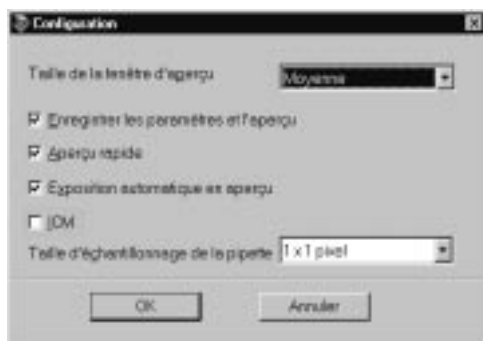 Configuration
Taille de la fenêtre d'aperçu Moyenne
Enregistrer les paramètres et l'aperçu
Aperçu rapide
Exposition automatique en aperçu
ICM
Taille d'échantillonnage de la pipette 1 x 1 pixel
OK Annuler